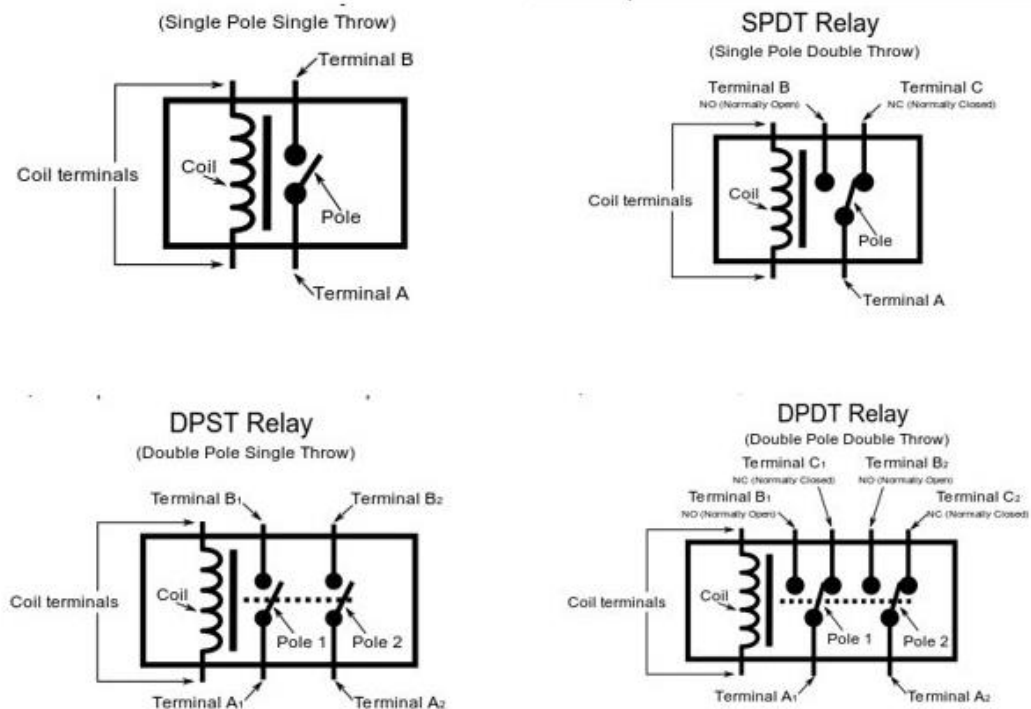 (Single Pole Single Throw)
Terminal B
Coil terminals
Coil
Pole
Terminal A
SPDT Relay
(Single Pole Double Throw)
Terminal B
NO (Normally Open)
Terminal C
NC (Normally Closed)
Coil terminals
Coil
Pole
Terminal A
DPST Relay
(Double Pole Single Throw)
Terminal B1
Terminal B2
Coil terminals
Coil
Pole 1
Pole 2
Terminal A1
Terminal A2
DPDT Relay
(Double Pole Double Throw)
Terminal C1
NC (Normally Closed)
Terminal B2
NO (Normally Open)
Terminal B1
NO (Normally Open)
Terminal C2
NC (Normally Closed)
Coil terminals
Coil
Pole 1
Pole 2
Terminal A1
Terminal A2